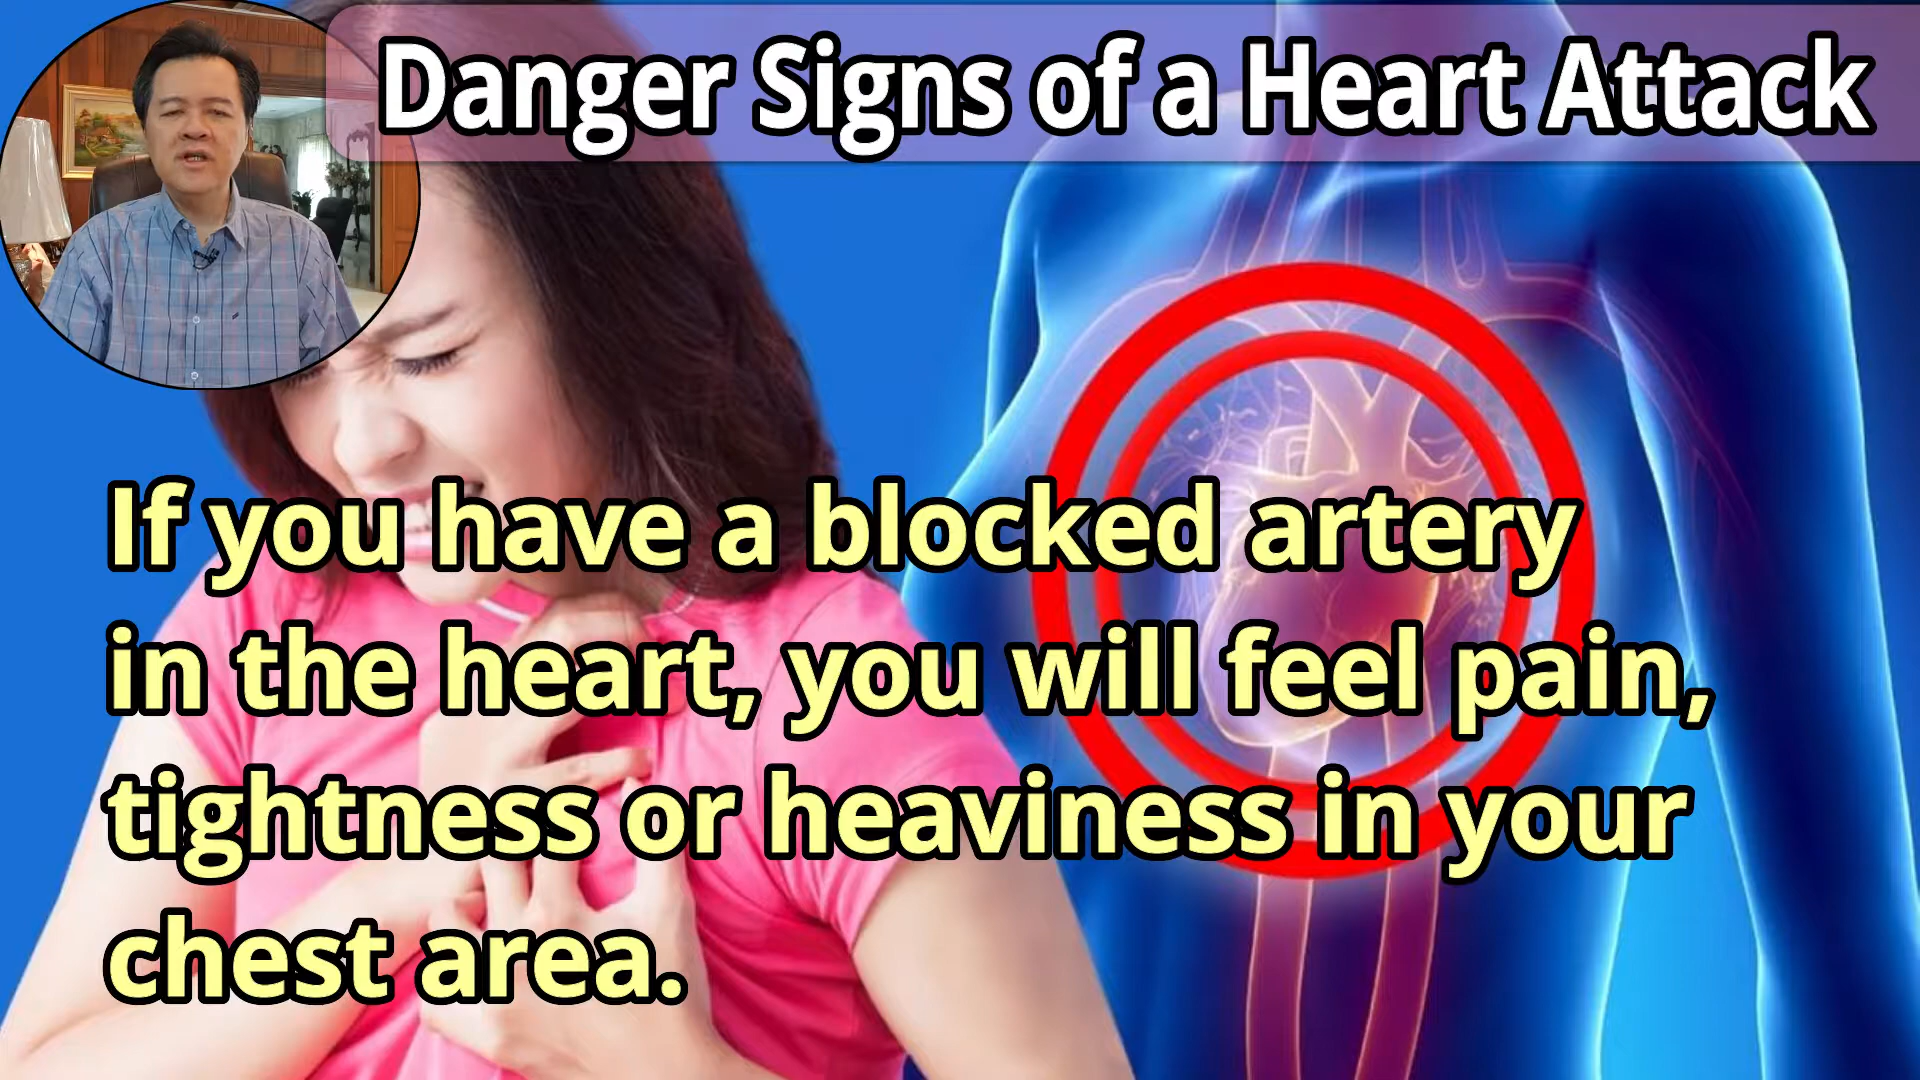 Danger Signs of a Heart Attack
If you have a blocked artery
in the heart, you will feel pain,
tightness or heaviness in your
chest area.